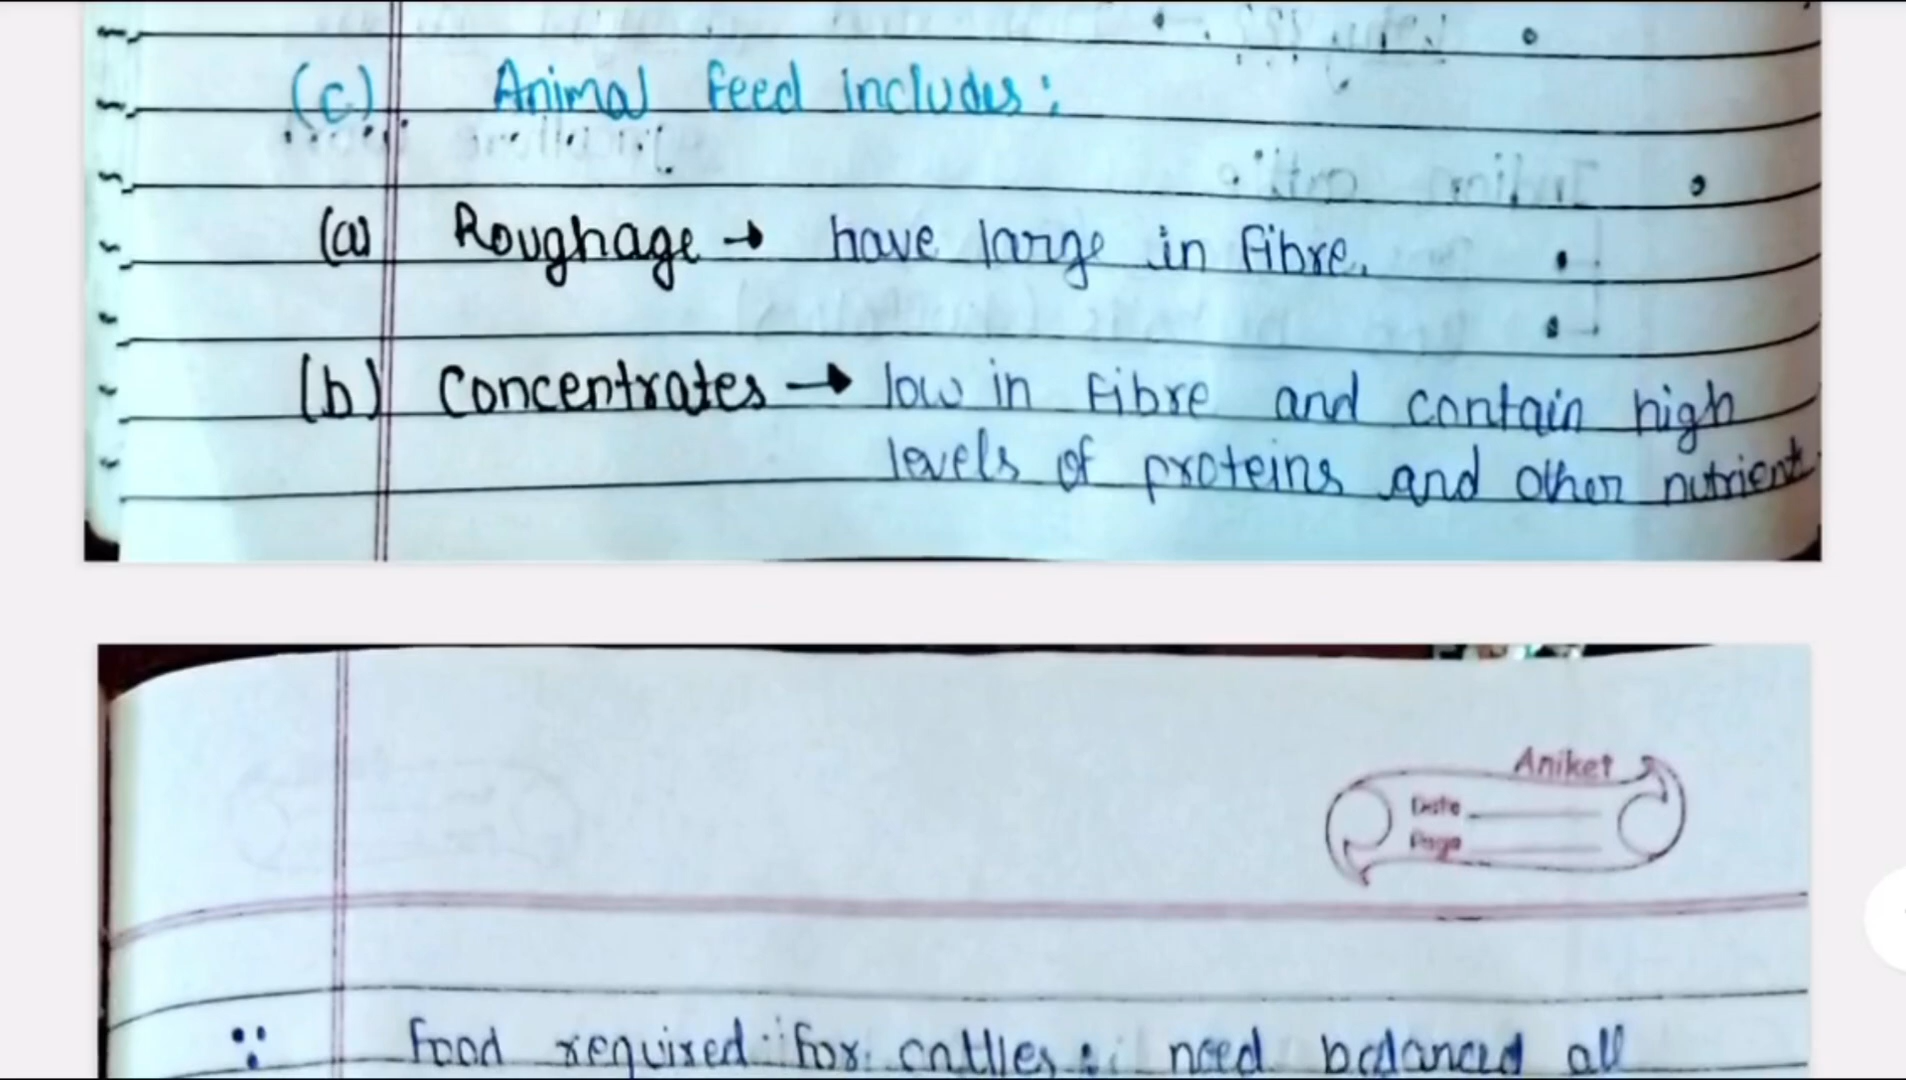 (c) Animal feed includes:
(a) Roughage → have large in fibre.
(b) Concentrates → low in fibre and contain high
levels of proteins and other nutrient
Aniket
Date
Page
∵ food required for cattles : need balanced all